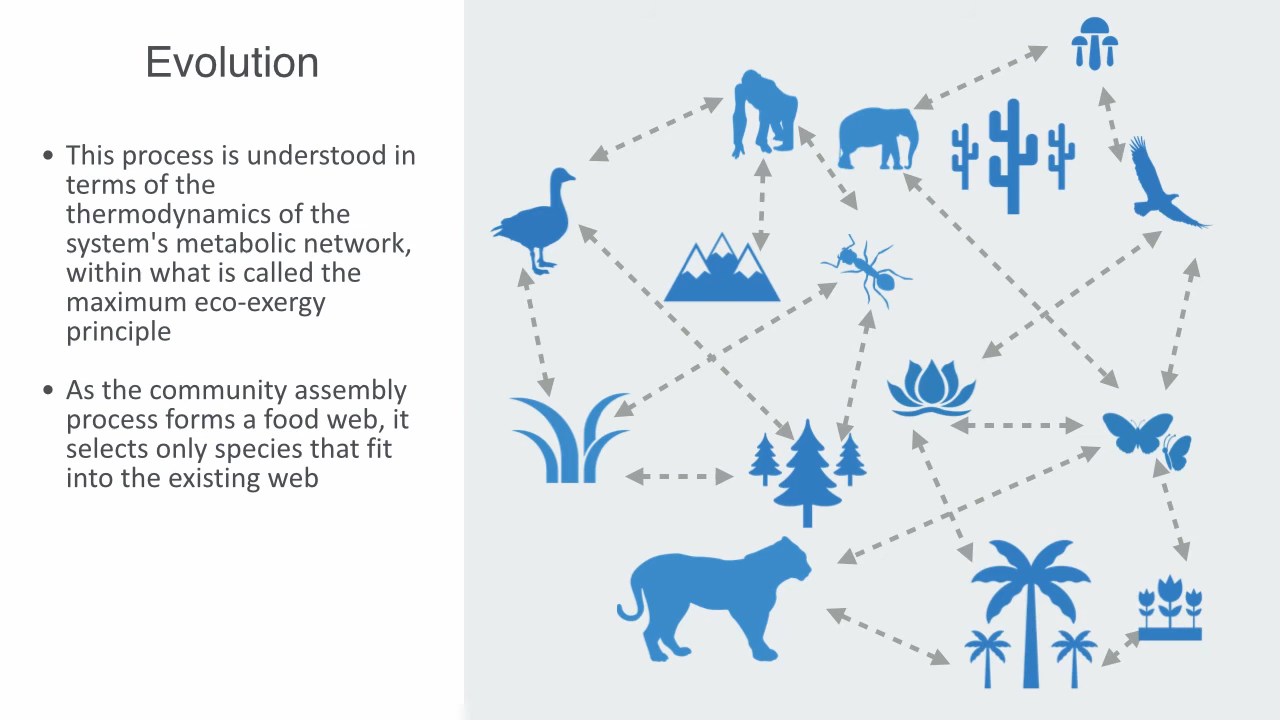 Evolution
• This process is understood in
terms of the
thermodynamics of the
system's metabolic network,
within what is called the
maximum eco-exergy
principle
• As the community assembly
process forms a food web, it
selects only species that fit
into the existing web